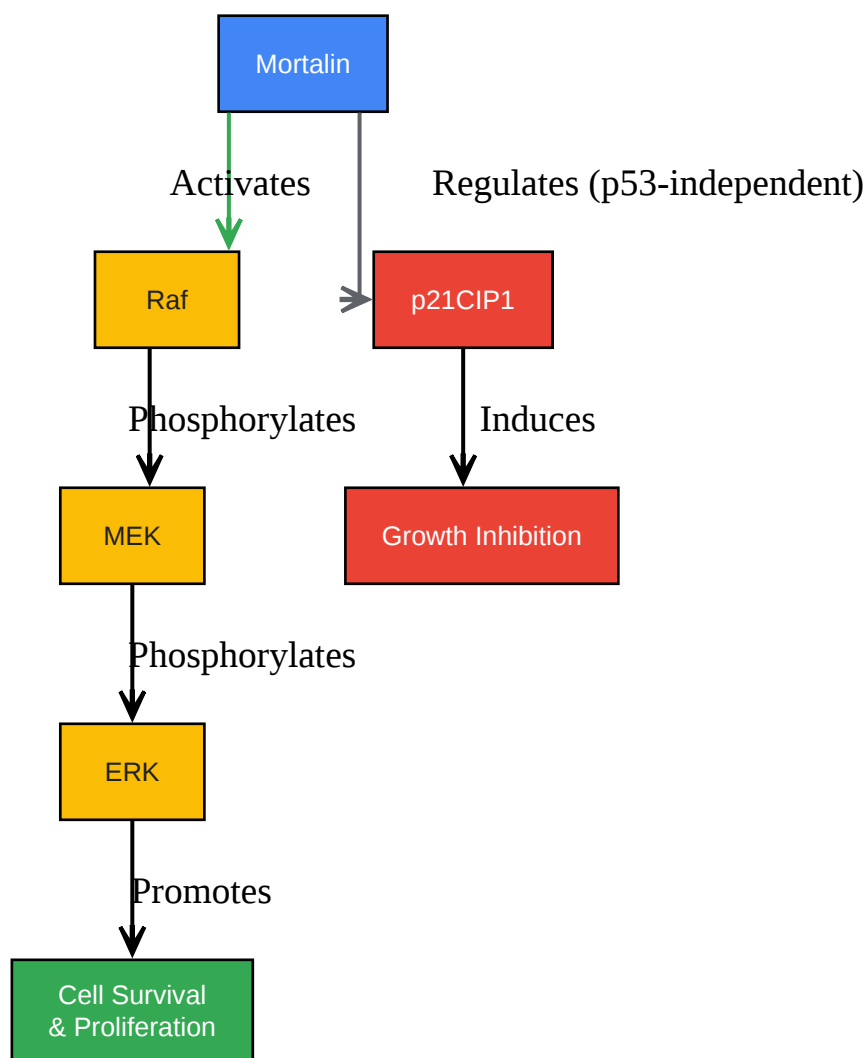 Mortalin
Activates
Regulates (p53-independent)
Raf
p21CIP1
Phosphorylates
Induces
MEK
Growth Inhibition
Phosphorylates
ERK
Promotes
Cell Survival
& Proliferation